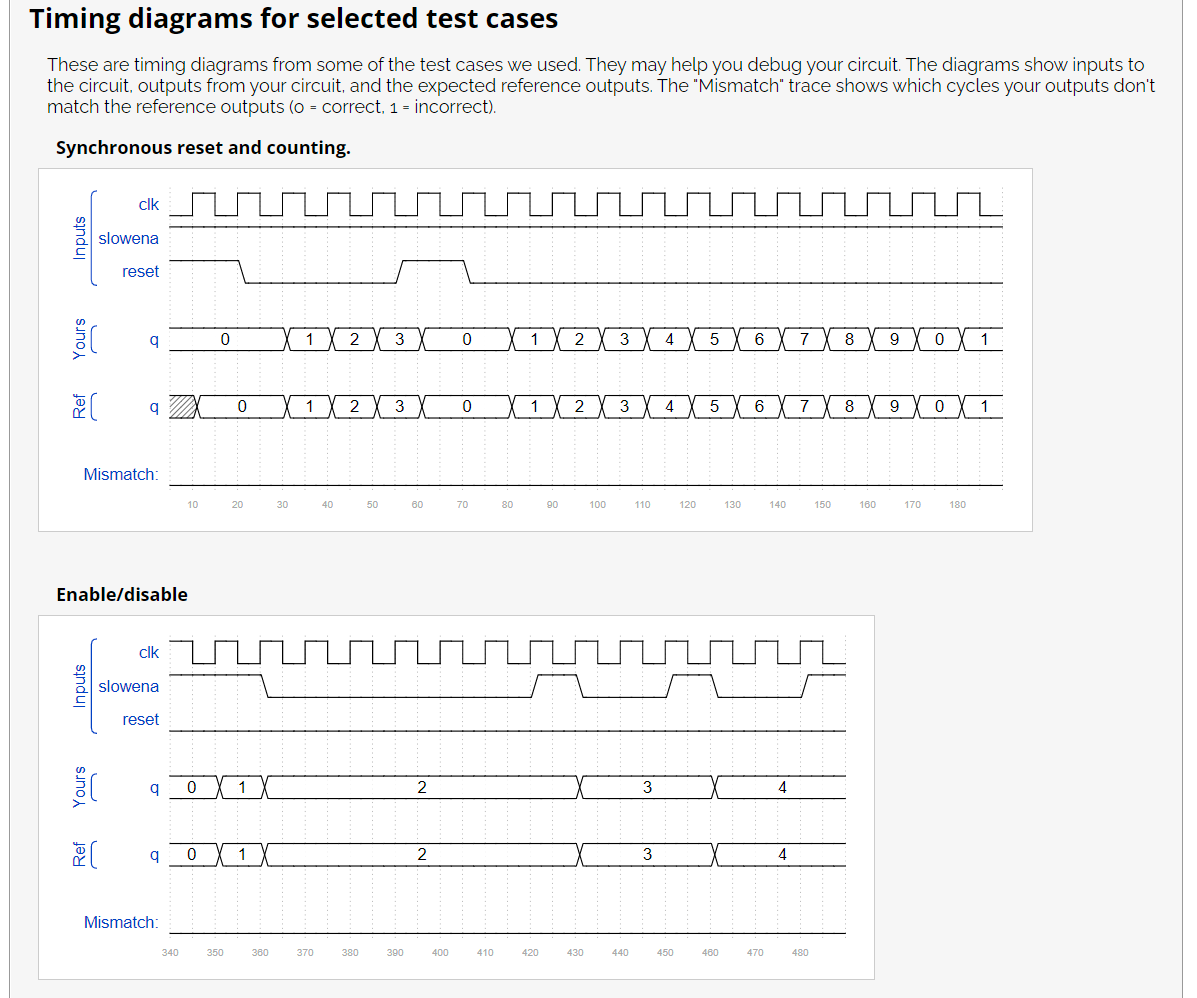 Timing diagrams for selected test cases
These are timing diagrams from some of the test cases we used. They may help you debug your circuit. The diagrams show inputs to
the circuit, outputs from your circuit, and the expected reference outputs. The "Mismatch" trace shows which cycles your outputs don't
match the reference outputs (0 = correct, 1 = incorrect).
Synchronous reset and counting.
Inputs
clk
slowena
reset
Yours
q 0 1 2 3 0 1 2 3 4 5 6 7 8 9 0 1
Ref
q 0 1 2 3 0 1 2 3 4 5 6 7 8 9 0 1
Mismatch:
10 20 30 40 50 60 70 80 90 100 110 120 130 140 150 160 170 180
Enable/disable
Inputs
clk
slowena
reset
Yours
q 0 1 2 3 4
Ref
q 0 1 2 3 4
Mismatch:
340 350 360 370 380 390 400 410 420 430 440 450 460 470 480